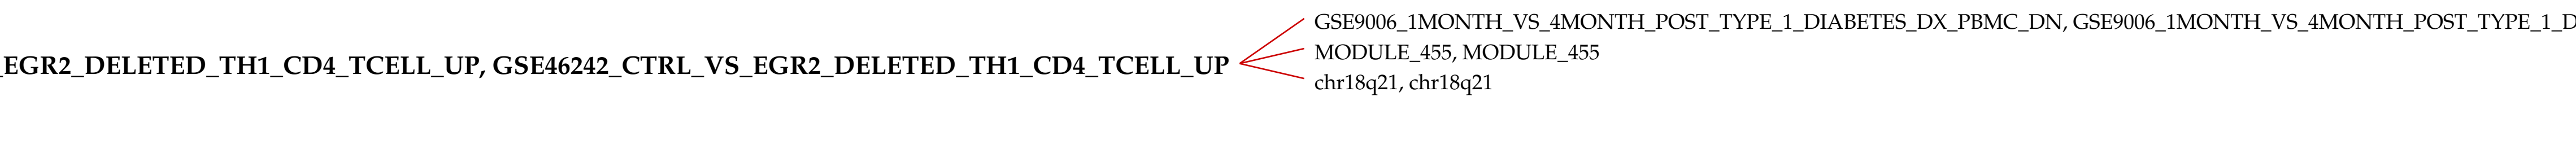 GSE9006_1MONTH_VS_4MONTH_POST_TYPE_1_DIABETES_DX_PBMC_DN, GSE9006_1MONTH_VS_4MONTH_POST_TYPE_1_D
MODULE_455, MODULE_455
_EGR2_DELETED_TH1_CD4_TCELL_UP, GSE46242_CTRL_VS_EGR2_DELETED_TH1_CD4_TCELL_UP
chr18q21, chr18q21